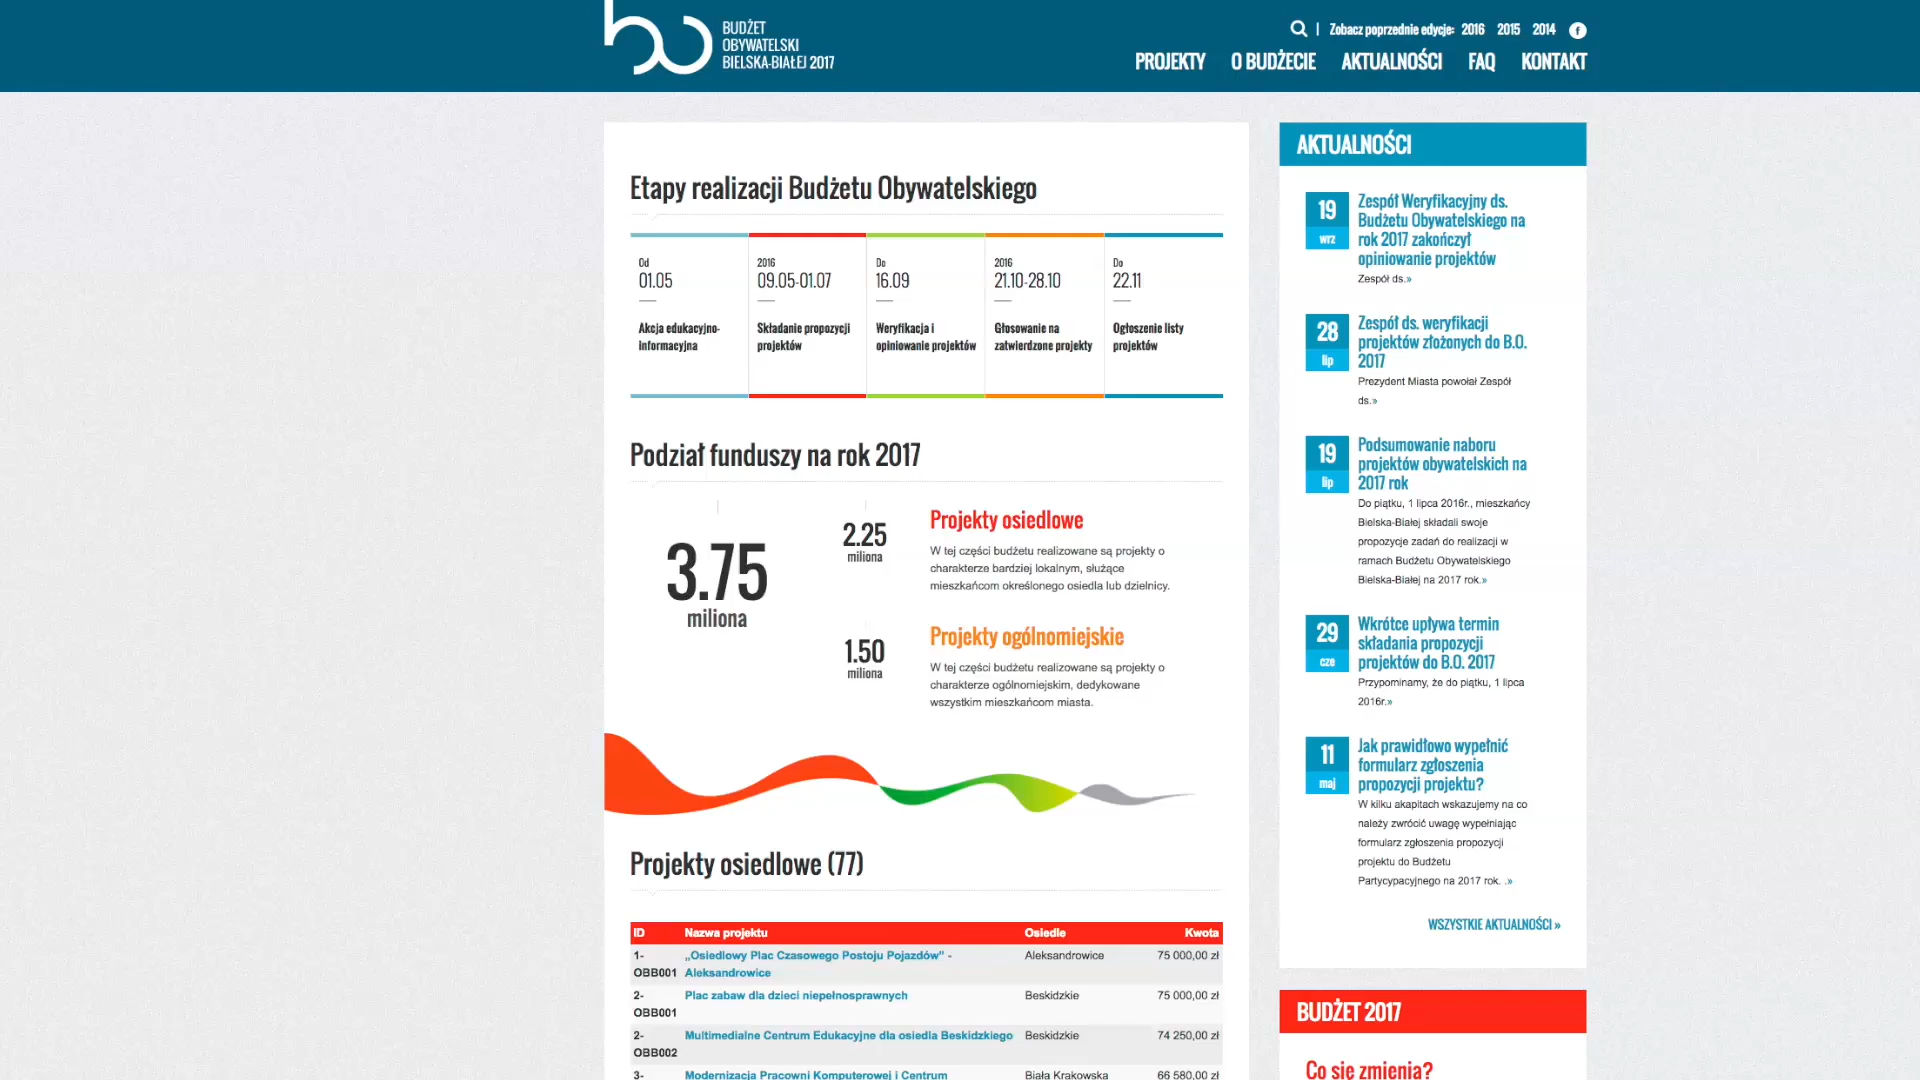 BUDŻET
OBYWATELSKI
BIELSKA-BIAŁEJ 2017
| Zobacz poprzednie edycje: 2016 2015 2014
PROJEKTY O BUDŻECIE AKTUALNOŚCI FAQ KONTAKT
Etapy realizacji Budżetu Obywatelskiego
Od
01.05
Akcja edukacyjno-
informacyjna
2016
09.05-01.07
Składanie propozycji
projektów
Do
16.09
Weryfikacja i
opiniowanie projektów
2016
21.10-28.10
Głosowanie na
zatwierdzone projekty
Do
22.11
Ogłoszenie listy
projektów
Podział funduszy na rok 2017
3.75
miliona
2.25
miliona
Projekty osiedlowe
W tej części budżetu realizowane są projekty o
charakterze bardziej lokalnym, służące
mieszkańcom określonego osiedla lub dzielnicy.
1.50
miliona
Projekty ogólnomiejskie
W tej części budżetu realizowane są projekty o
charakterze ogólnomiejskim, dedykowane
wszystkim mieszkańcom miasta.
Projekty osiedlowe (77)
ID Nazwa projektu Osiedle Kwota
1-
OBB001
„Osiedlowy Plac Czasowego Postoju Pojazdów" -
Aleksandrowice
Aleksandrowice 75 000,00 zł
2-
OBB001
Plac zabaw dla dzieci niepełnosprawnych Beskidzkie 75 000,00 zł
2-
OBB002
Multimedialne Centrum Edukacyjne dla osiedla Beskidzkiego Beskidzkie 74 250,00 zł
3- Modernizacja Pracowni Komputerowej i Centrum Biała Krakowska 66 580,00 zł
AKTUALNOŚCI
19
wrz
Zespół Weryfikacyjny ds.
Budżetu Obywatelskiego na
rok 2017 zakończył
opiniowanie projektów
Zespół ds.»
28
lip
Zespół ds. weryfikacji
projektów złożonych do B.O.
2017
Prezydent Miasta powołał Zespół
ds.»
19
lip
Podsumowanie naboru
projektów obywatelskich na
2017 rok
Do piątku, 1 lipca 2016r., mieszkańcy
Bielska-Białej składali swoje
propozycje zadań do realizacji w
ramach Budżetu Obywatelskiego
Bielska-Białej na 2017 rok.»
29
cze
Wkrótce upływa termin
składania propozycji
projektów do B.O. 2017
Przypominamy, że do piątku, 1 lipca
2016r.»
11
maj
Jak prawidłowo wypełnić
formularz zgłoszenia
propozycji projektu?
W kilku akapitach wskazujemy na co
należy zwrócić uwagę wypełniając
formularz zgłoszenia propozycji
projektu do Budżetu
Partycypacyjnego na 2017 rok. .»
WSZYSTKIE AKTUALNOŚCI »
BUDŻET 2017
Co się zmienia?